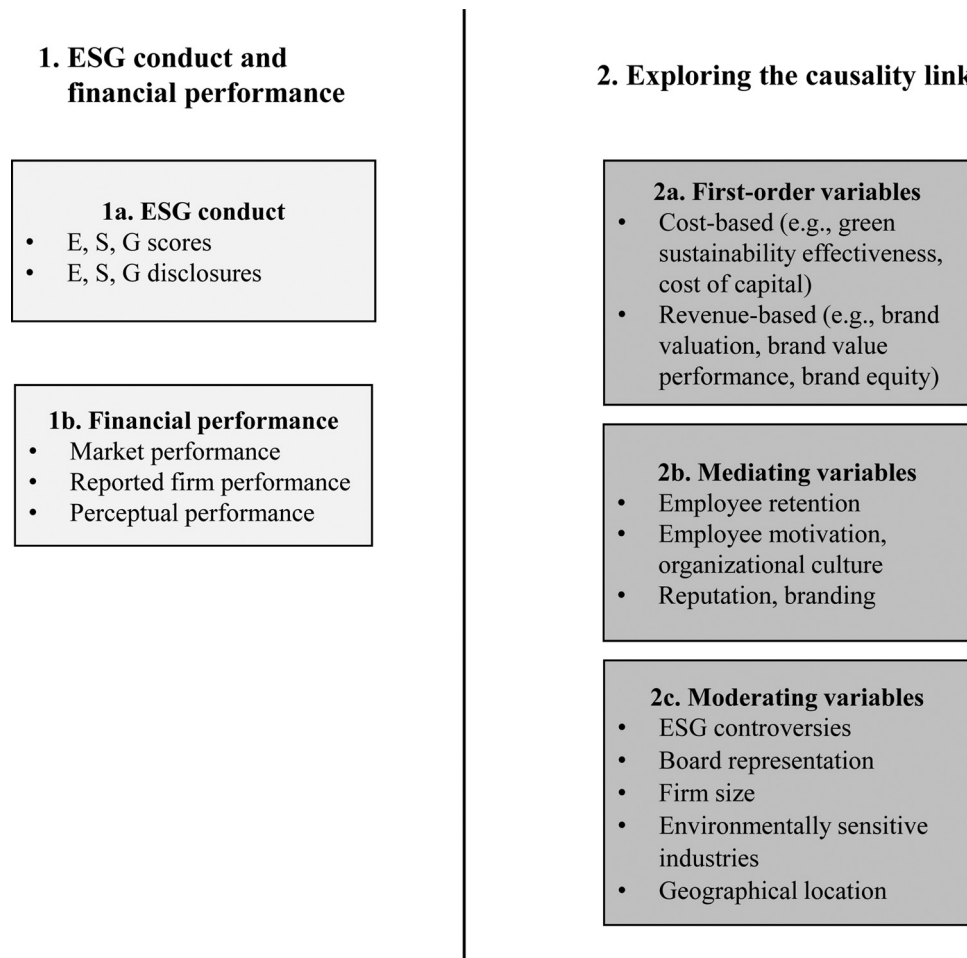 1. ESG conduct and
financial performance
1a. ESG conduct
• E, S, G scores
• E, S, G disclosures
1b. Financial performance
• Market performance
• Reported firm performance
• Perceptual performance
2. Exploring the causality link
2a. First-order variables
• Cost-based (e.g., green
sustainability effectiveness,
cost of capital)
• Revenue-based (e.g., brand
valuation, brand value
performance, brand equity)
2b. Mediating variables
• Employee retention
• Employee motivation,
organizational culture
• Reputation, branding
2c. Moderating variables
• ESG controversies
• Board representation
• Firm size
• Environmentally sensitive
industries
• Geographical location